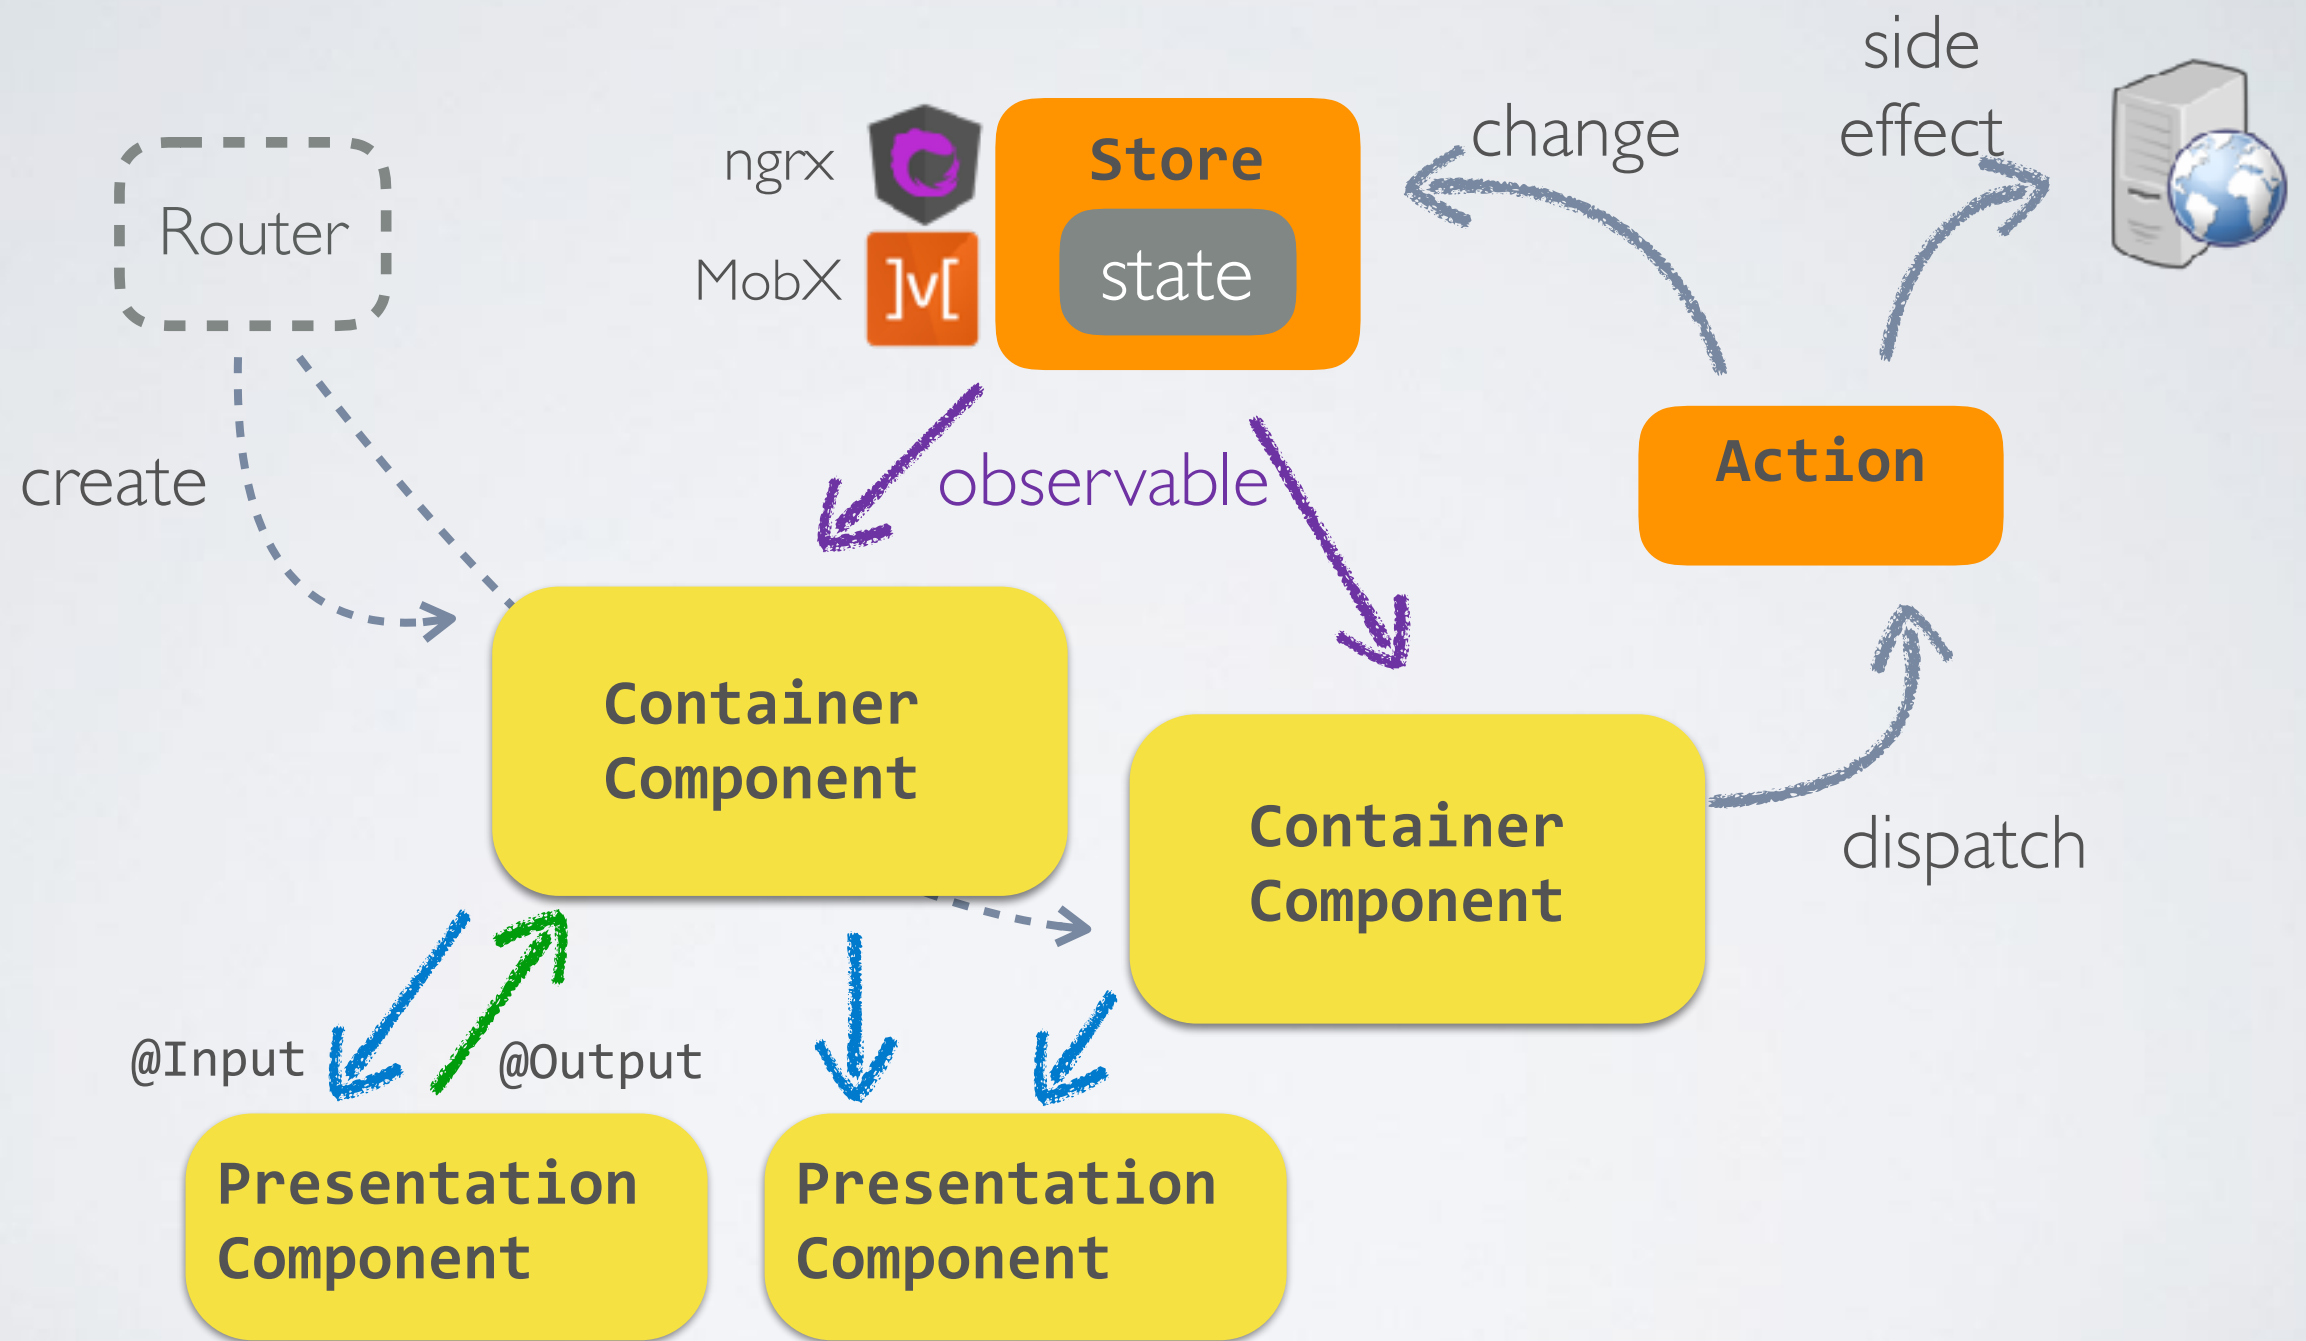 side
effect
change
ngrx
Store
Router
MobX
state
create
observable
Action
Container
Component
Container
Component
dispatch
@Input
@Output
Presentation
Component
Presentation
Component